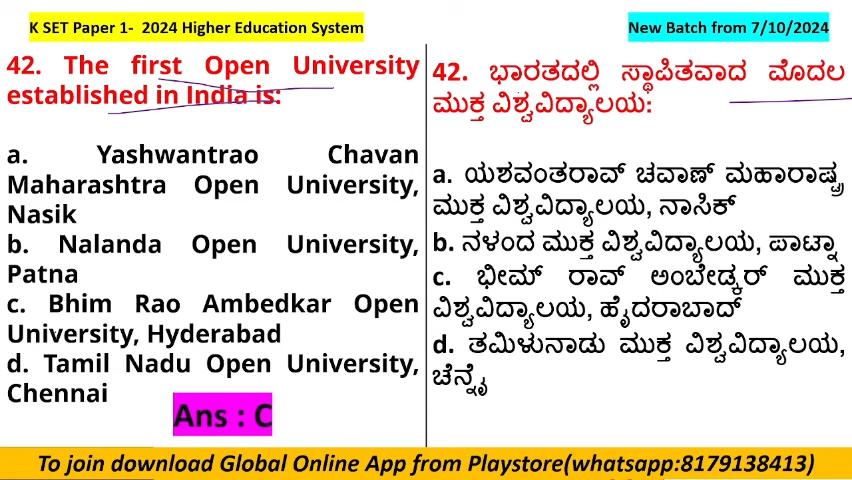 K SET Paper 1-  2024 Higher Education System
New Batch from 7/10/2024
42. The first Open University
established in India is:
a. Yashwantrao Chavan
Maharashtra Open University,
Nasik
b. Nalanda Open University,
Patna
c. Bhim Rao Ambedkar Open
University, Hyderabad
d. Tamil Nadu Open University,
Chennai
Ans : C
42. ಭಾರತದಲ್ಲಿ ಸ್ಥಾಪಿತವಾದ ಮೊದಲ
ಮುಕ್ತ ವಿಶ್ವವಿದ್ಯಾಲಯ:
a. ಯಶವಂತರಾವ್ ಚವಾಣ್ ಮಹಾರಾಷ್ಟ್ರ
ಮುಕ್ತ ವಿಶ್ವವಿದ್ಯಾಲಯ, ನಾಸಿಕ್
b. ನಳಂದ ಮುಕ್ತ ವಿಶ್ವವಿದ್ಯಾಲಯ, ಪಾಟ್ನಾ
c. ಭೀಮ್ ರಾವ್ ಅಂಬೇಡ್ಕರ್ ಮುಕ್ತ
ವಿಶ್ವವಿದ್ಯಾಲಯ, ಹೈದರಾಬಾದ್
d. ತಮಿಳುನಾಡು ಮುಕ್ತ ವಿಶ್ವವಿದ್ಯಾಲಯ,
ಚೆನ್ನೈ
To join download Global Online App from Playstore(whatsapp:8179138413)